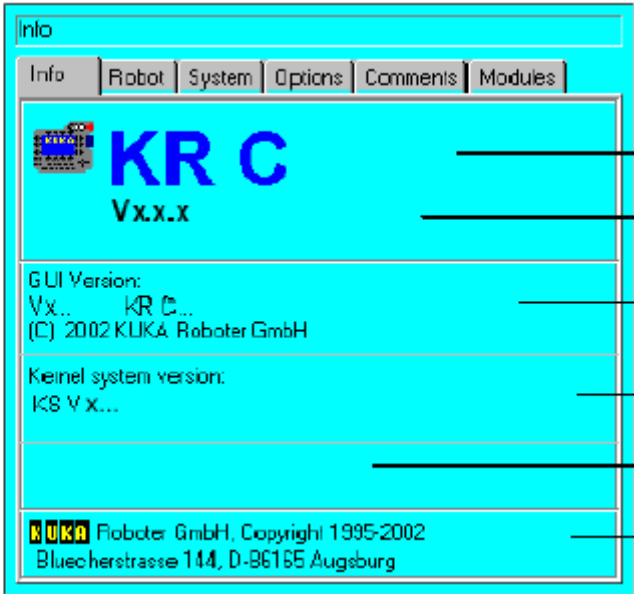 Info
Info Robot System Options Comments Modules
KUKA
KR C
Vx.x.x
GUI Version:
Vx.. KR C...
(C) 2002 KUKA Roboter GmbH
Kernel system version:
KS V x...
KUKA Roboter GmbH, Copyright 1995-2002
Bluecherstrasse 144, D-86165 Augsburg